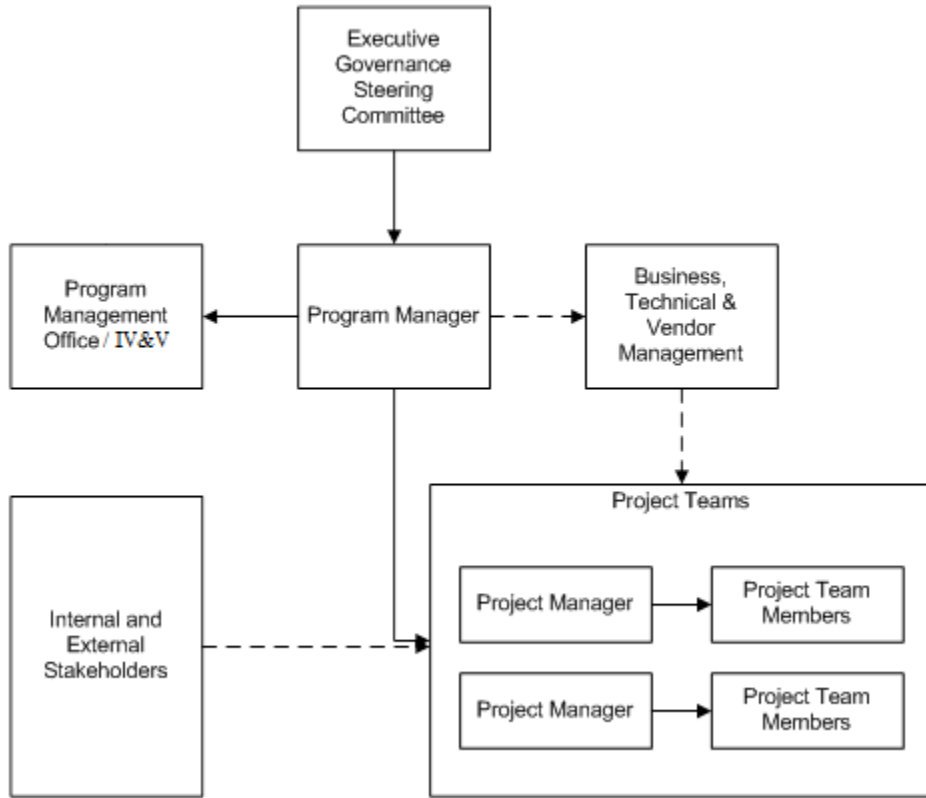 Executive
Governance
Steering
Committee
Program
Management
Office / IV&V
Program Manager
Business,
Technical &
Vendor
Management
Internal and
External
Stakeholders
Project Teams
Project Manager
Project Team
Members
Project Manager
Project Team
Members